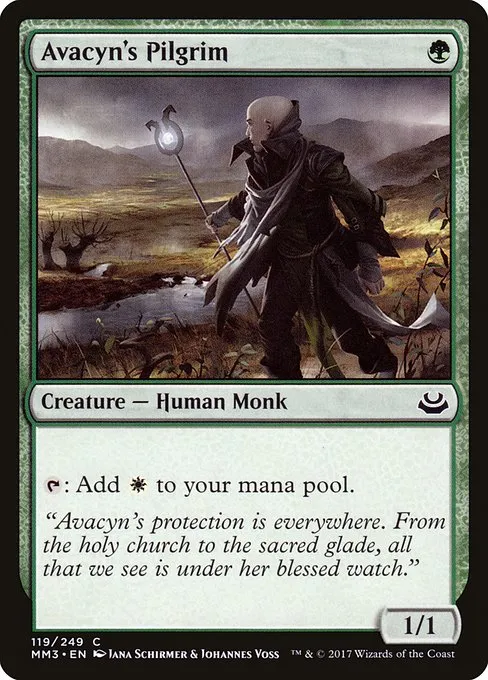 Avacyn's Pilgrim
Creature — Human Monk
: Add to your mana pool.
“Avacyn's protection is everywhere. From
the holy church to the sacred glade, all
that we see is under her blessed watch.”
1/1
119/249 C
MM3 • EN Jana Schirmer & Johannes Voss ™ & © 2017 Wizards of the Coast